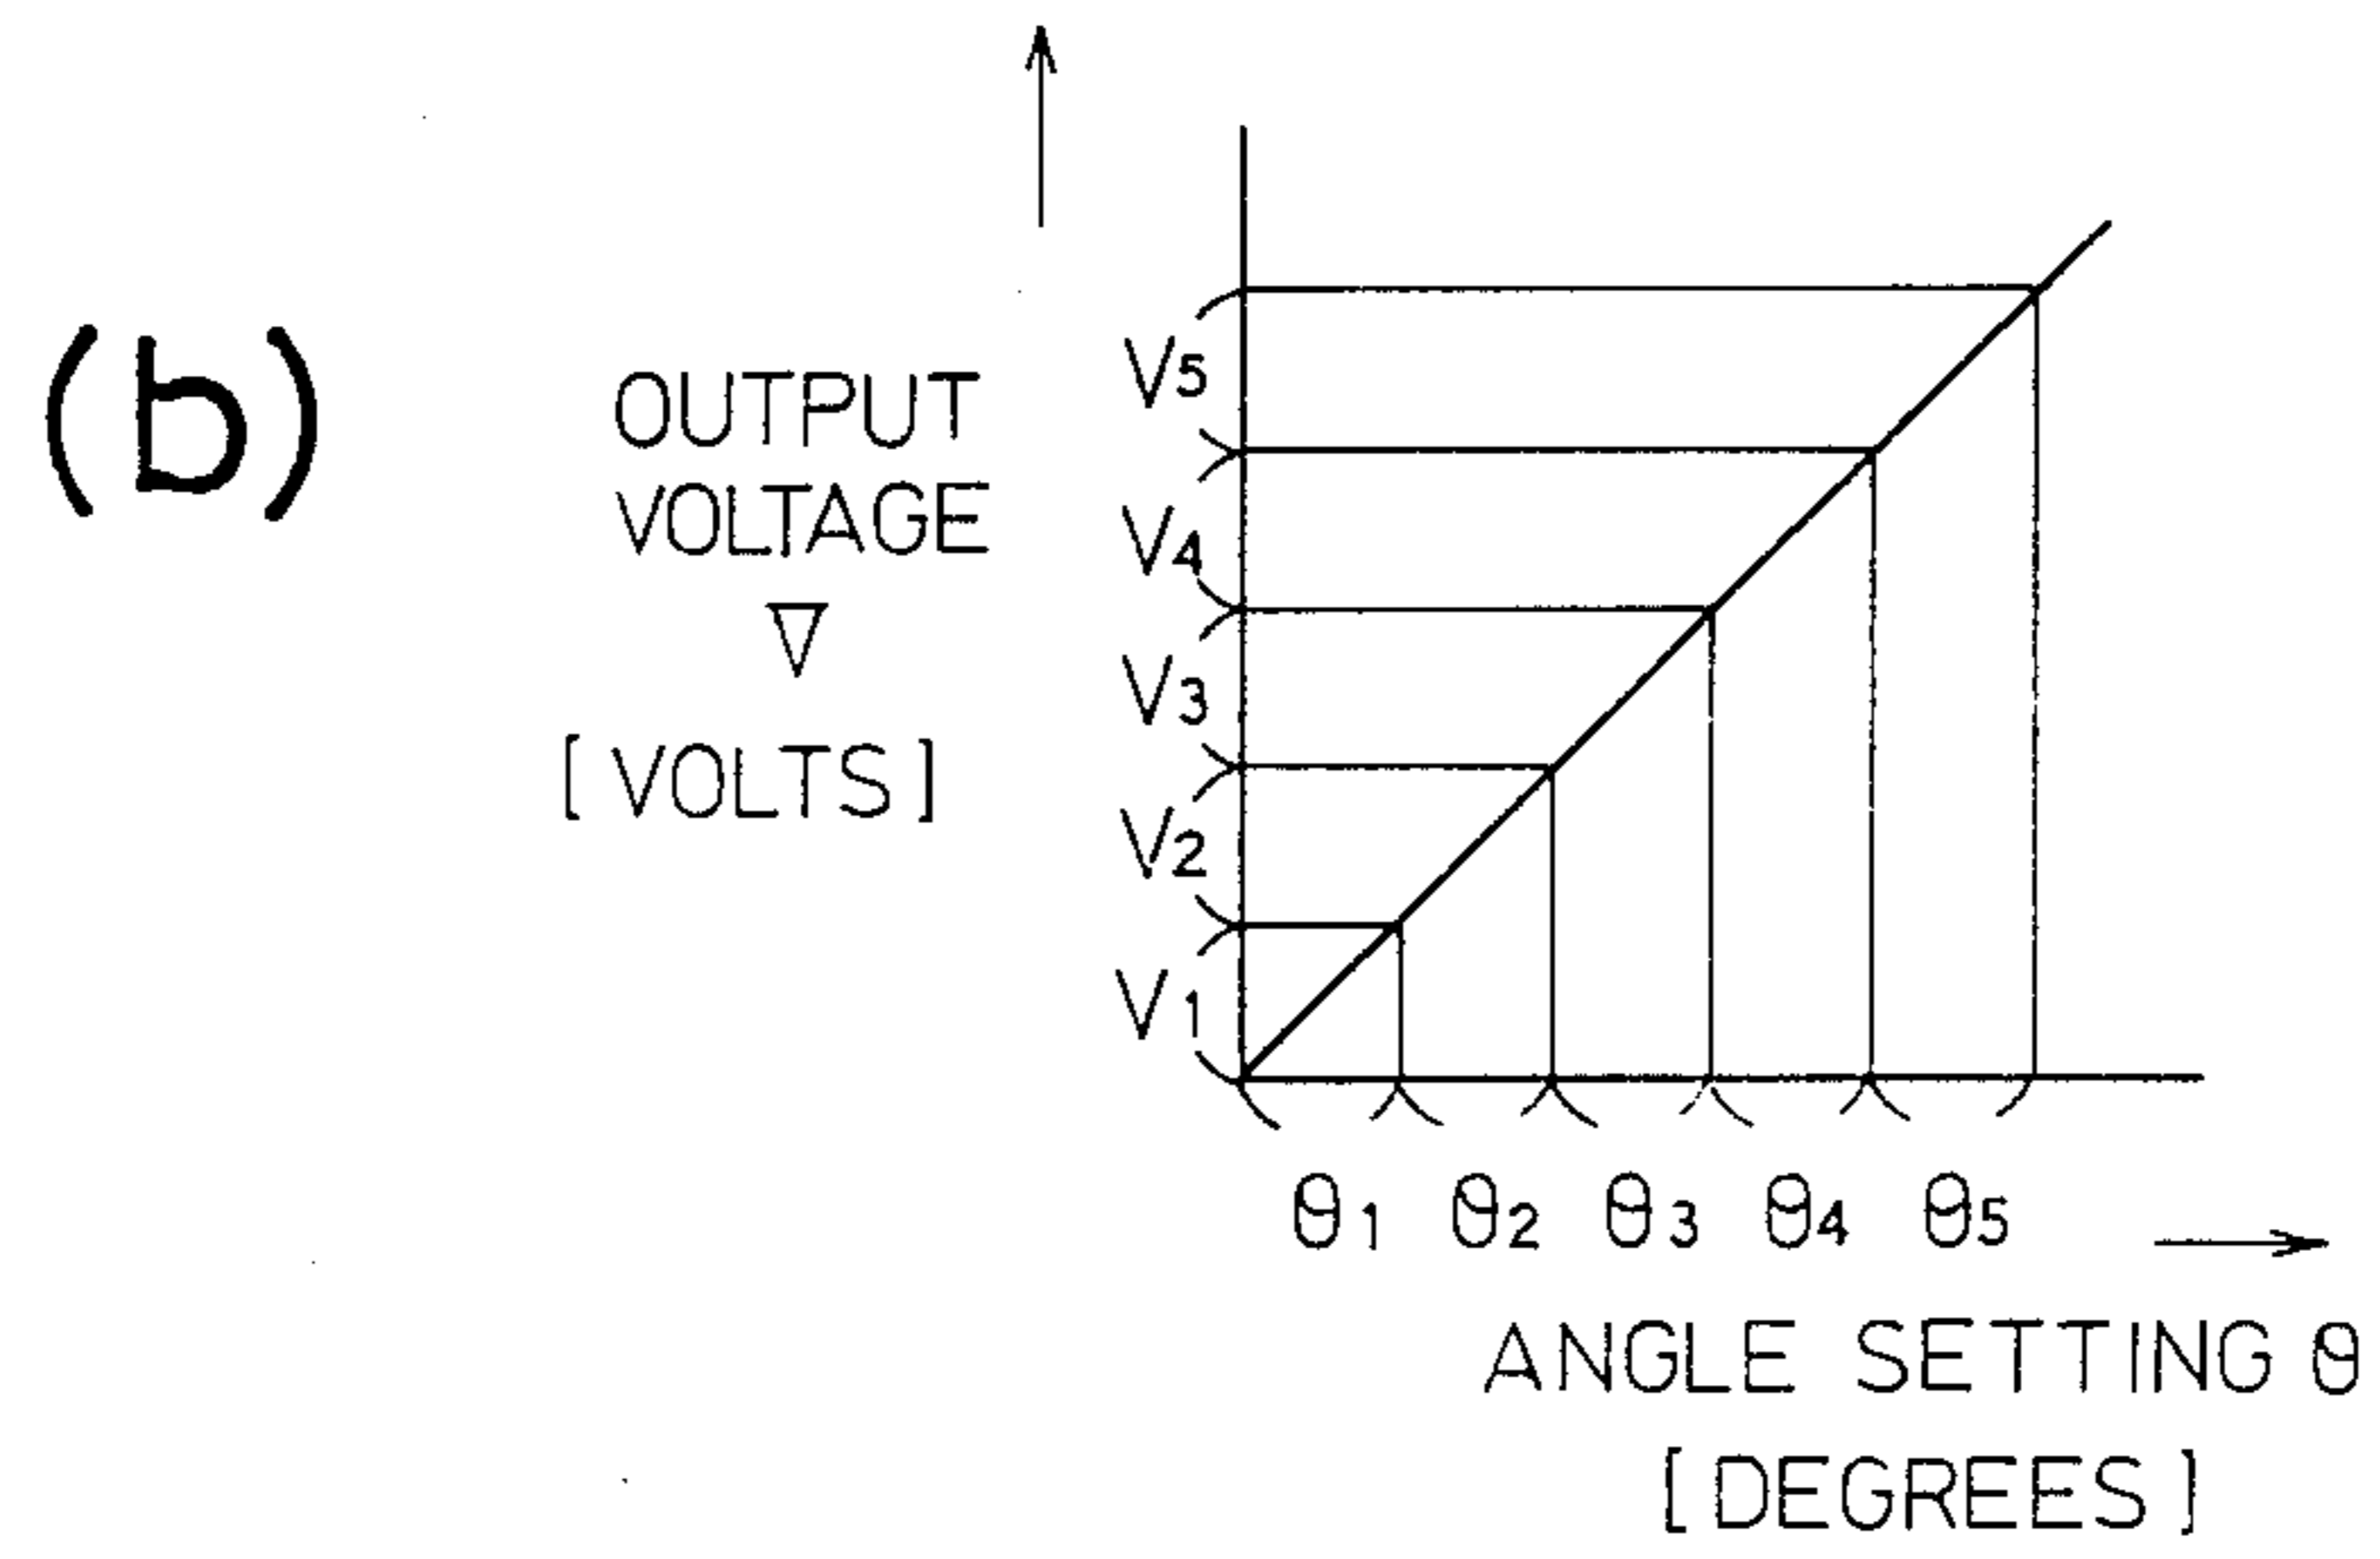 (b)
OUTPUT
VOLTAGE
V
[VOLTS]
V5
V4
V3
V2
V1
θ1 θ2 θ3 θ4 θ5
ANGLE SETTING θ
[DEGREES]